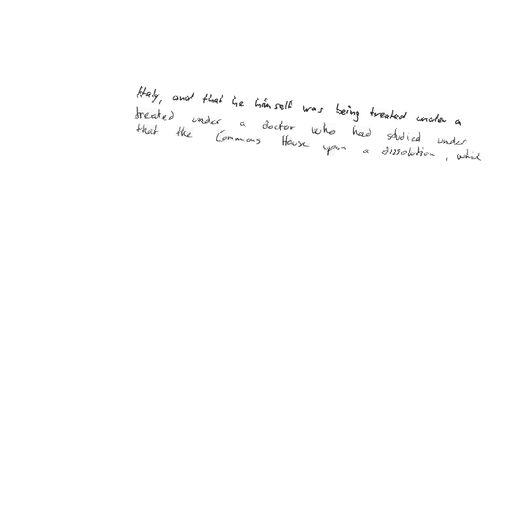 Italy, and that he himself was being treated under a
treated under a doctor who had studied under
that the Commons House upon a dissolution, which